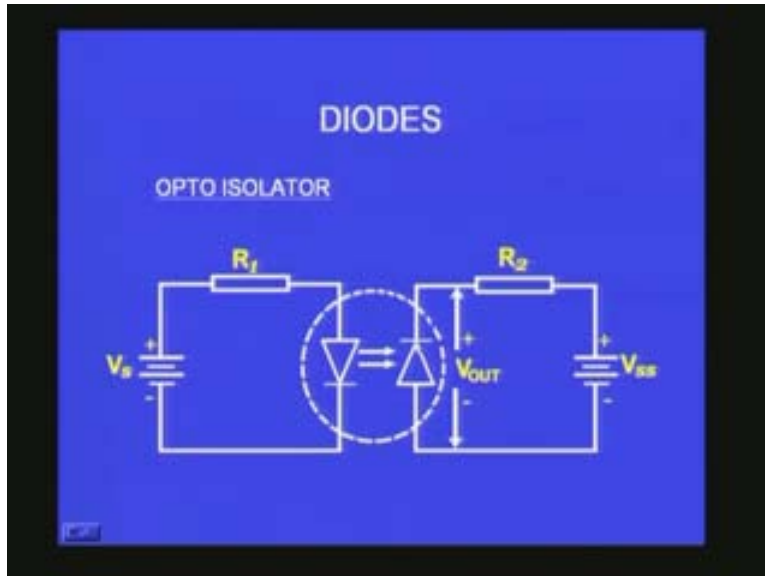 DIODES
OPTO ISOLATOR
R1 R2
+ + +
VS VOUT VSS
- - -